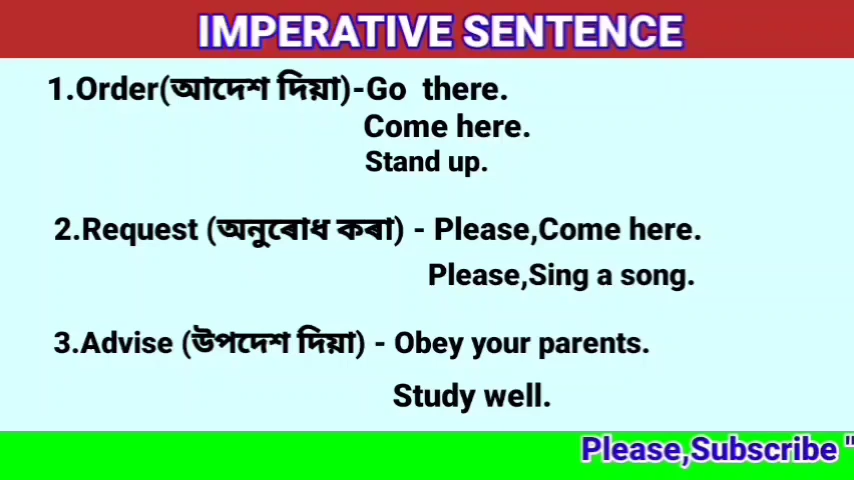 IMPERATIVE SENTENCE
1.Order(আদেশ দিয়া)-Go there.
Come here.
Stand up.
2.Request (অনুৰোধ কৰা) - Please,Come here.
Please,Sing a song.
3.Advise (উপদেশ দিয়া) - Obey your parents.
Study well.
Please,Subscribe "